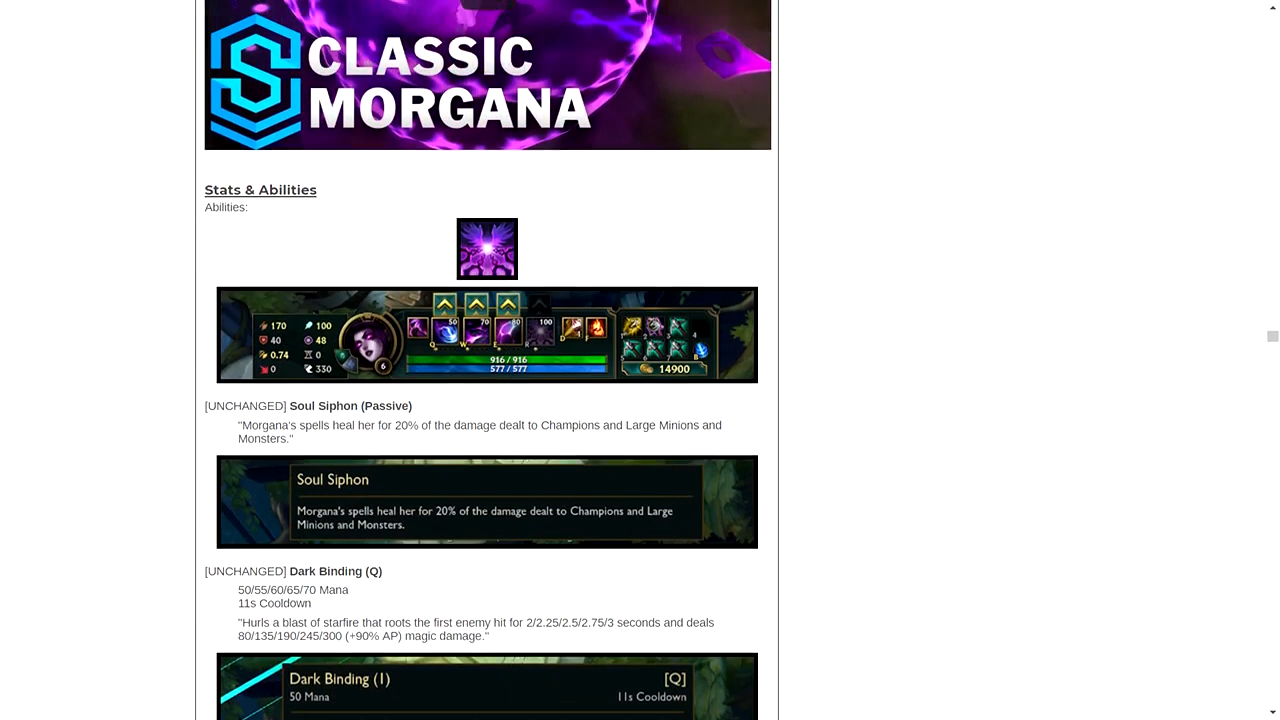 CLASSIC
MORGANA
Stats & Abilities
Abilities:
50 70 80 100
Q W E R D F
170 100
40 48
0.74 0
0 330
6
916 / 916
577 / 577
14900
[UNCHANGED] Soul Siphon (Passive)
"Morgana's spells heal her for 20% of the damage dealt to Champions and Large Minions and
Monsters."
Soul Siphon
Morgana's spells heal her for 20% of the damage dealt to Champions and Large
Minions and Monsters.
[UNCHANGED] Dark Binding (Q)
50/55/60/65/70 Mana
11s Cooldown
"Hurls a blast of starfire that roots the first enemy hit for 2/2.25/2.5/2.75/3 seconds and deals
80/135/190/245/300 (+90% AP) magic damage."
Dark Binding (1) [Q]
50 Mana 11s Cooldown